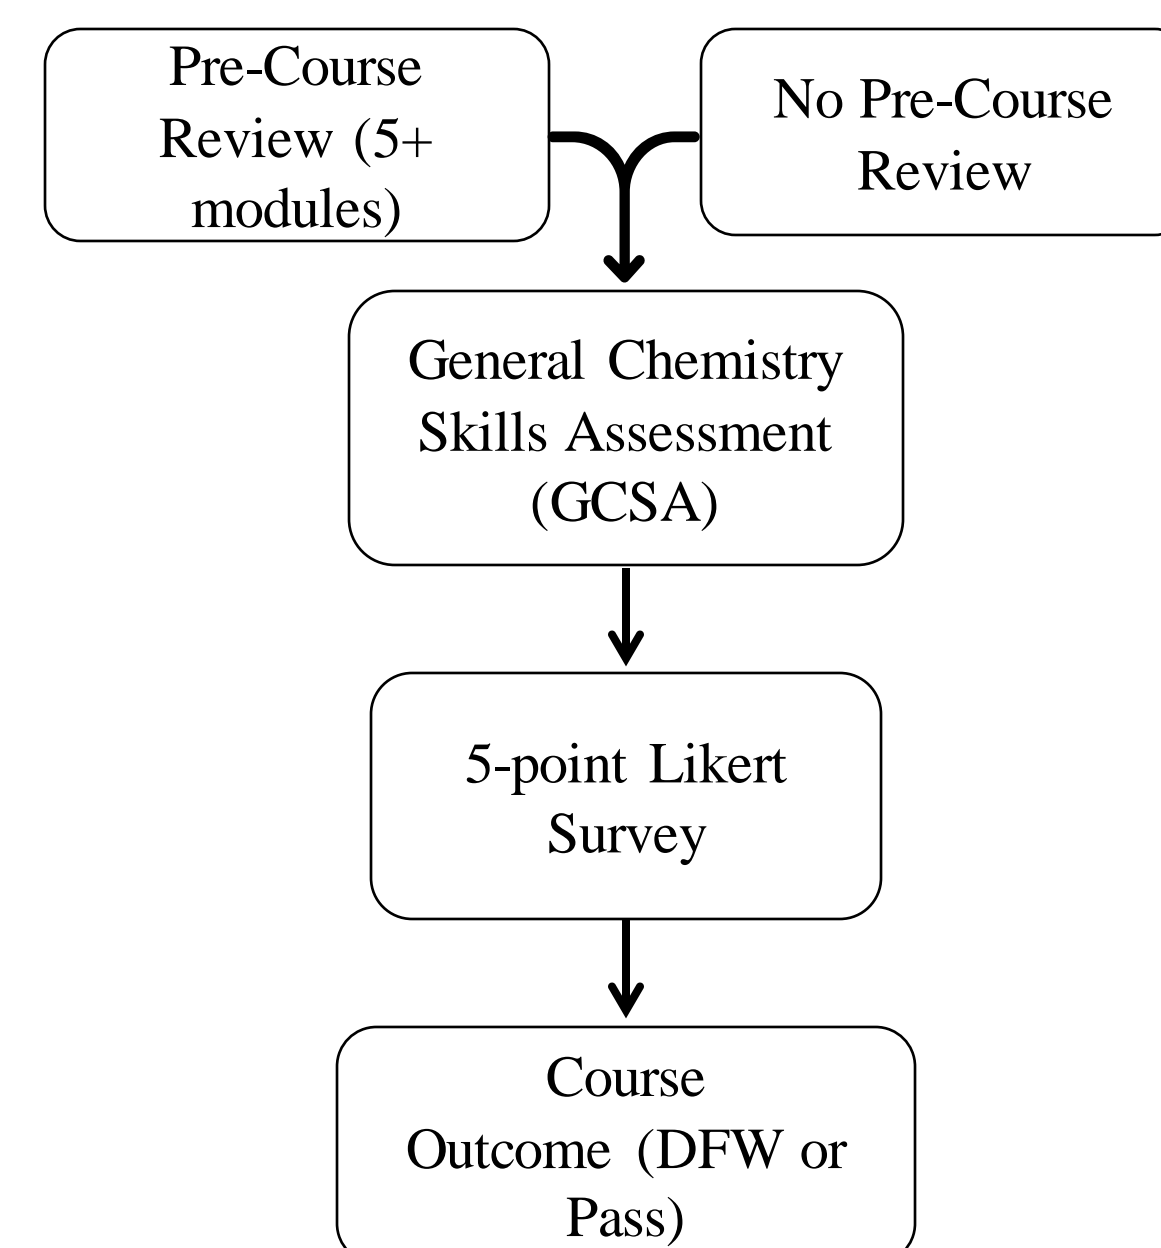 Pre-Course
Review (5+
modules)
No Pre-Course
Review
General Chemistry
Skills Assessment
(GCSA)
5-point Likert
Survey
Course
Outcome (DFW or
Pass)